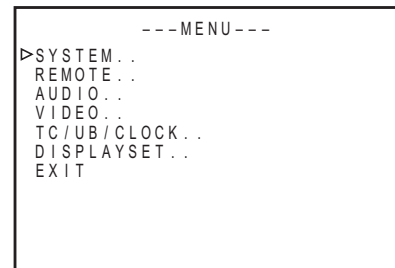 ---MENU---
▷SYSTEM..
REMOTE..
AUDIO..
VIDEO..
TC/UB/CLOCK..
DISPLAYSET..
EXIT